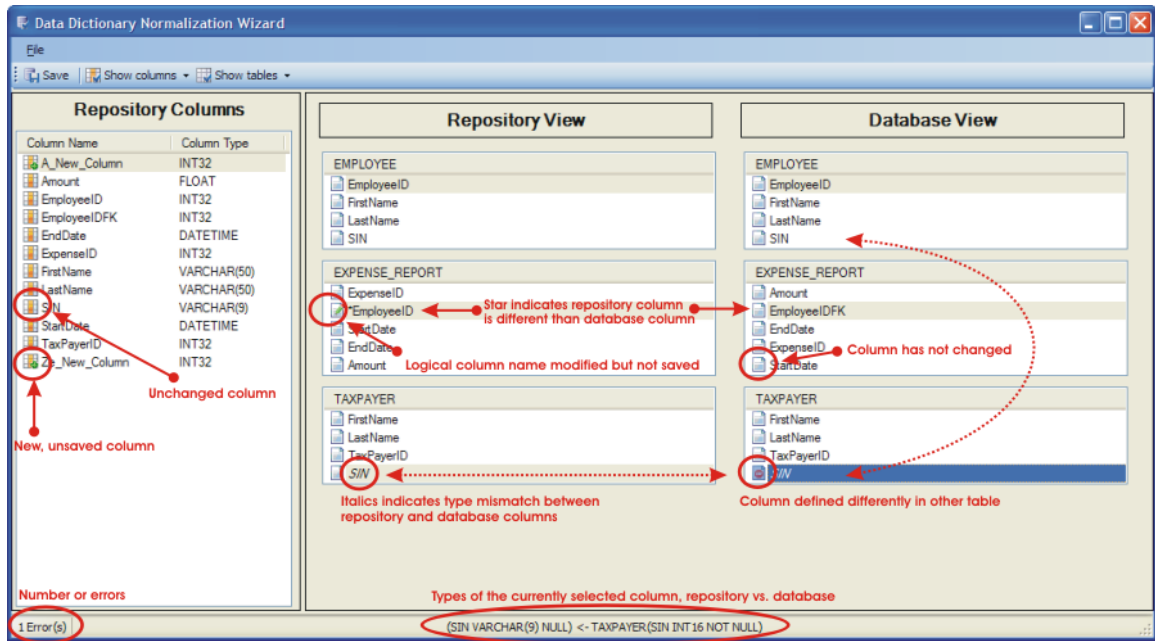 Data Dictionary Normalization Wizard
File
Save Show columns Show tables
Repository Columns
Column Name Column Type
A_New_Column INT32
Amount FLOAT
EmployeeID INT32
EmployeeIDFK INT32
EndDate DATETIME
ExpenseID INT32
FirstName VARCHAR(50)
LastName VARCHAR(50)
SIN VARCHAR(9)
StartDate DATETIME
TaxPayerID INT32
Ze_New_Column INT32
Unchanged column
New, unsaved column
Number or errors
Repository View
EMPLOYEE
EmployeeID
FirstName
LastName
SIN
EXPENSE_REPORT
ExpenseID
*EmployeeID
StartDate
EndDate
Amount
Star indicates repository column
is different than database column
Logical column name modified but not saved
TAXPAYER
FirstName
LastName
TaxPayerID
SIN
Italics indicates type mismatch between
repository and database columns
Database View
EMPLOYEE
EmployeeID
FirstName
LastName
SIN
EXPENSE_REPORT
Amount
EmployeeIDFK
EndDate
ExpenseID
StartDate
Column has not changed
TAXPAYER
FirstName
LastName
TaxPayerID
SIN
Column defined differently in other table
Types of the currently selected column, repository vs. database
1 Error(s)
(SIN VARCHAR(9) NULL) <- TAXPAYER(SIN INT16 NOT NULL)